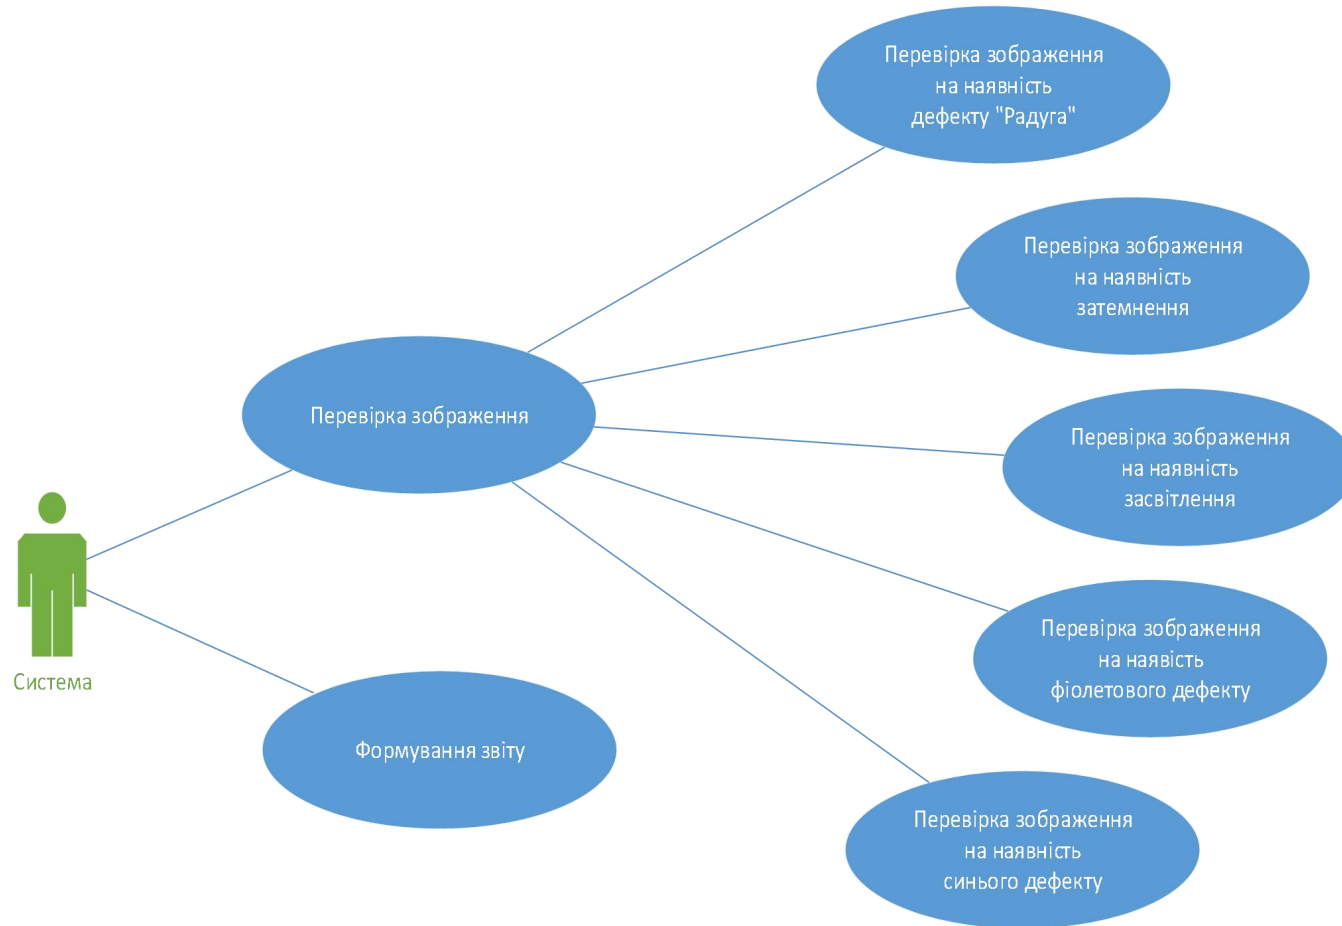 Перевірка зображення
на наявність
дефекту "Радуга"
Перевірка зображення
на наявність
затемнення
Перевірка зображення
Перевірка зображення
на наявність
засвітлення
Перевірка зображення
на наявість
фіолетового дефекту
Система
Формування звіту
Перевірка зображення
на наявність
синього дефекту